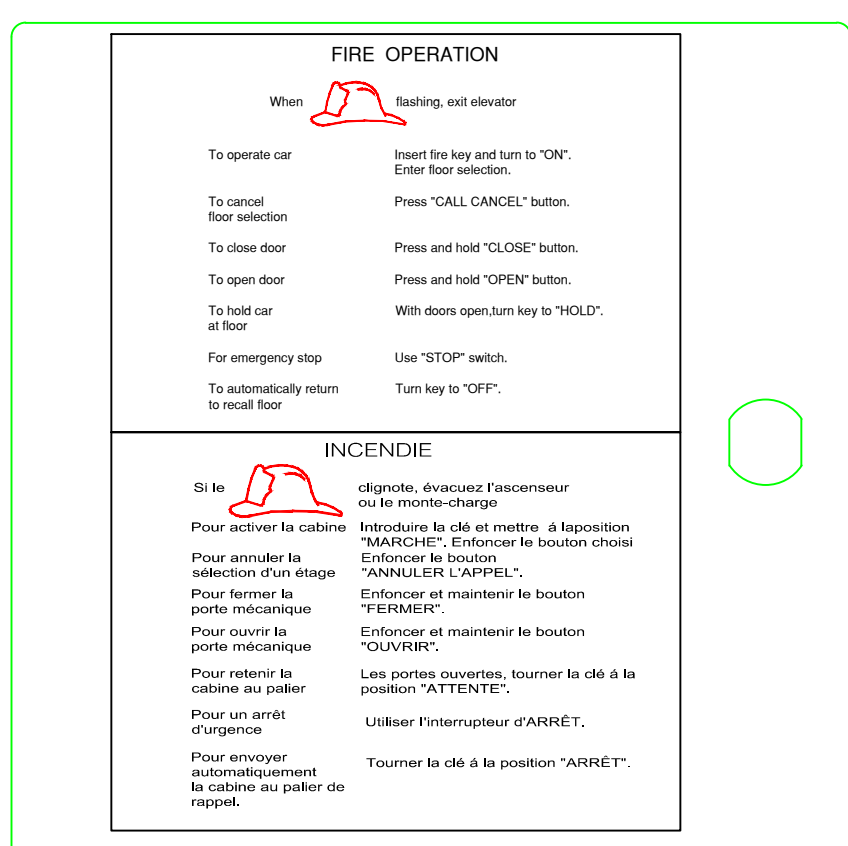 FIRE OPERATION
When flashing, exit elevator
To operate car Insert fire key and turn to "ON".
Enter floor selection.
To cancel Press "CALL CANCEL" button.
floor selection
To close door Press and hold "CLOSE" button.
To open door Press and hold "OPEN" button.
To hold car With doors open,turn key to "HOLD".
at floor
For emergency stop Use "STOP" switch.
To automatically return Turn key to "OFF".
to recall floor
INCENDIE
Si le clignote, évacuez l'ascenseur
ou le monte-charge
Pour activer la cabine Introduire la clé et mettre á laposition
"MARCHE". Enfoncer le bouton choisi
Pour annuler la Enfoncer le bouton
sélection d'un étage "ANNULER L'APPEL".
Pour fermer la Enfoncer et maintenir le bouton
porte mécanique "FERMER".
Pour ouvrir la Enfoncer et maintenir le bouton
porte mécanique "OUVRIR".
Pour retenir la Les portes ouvertes, tourner la clé á la
cabine au palier position "ATTENTE".
Pour un arrêt
d'urgence Utiliser l'interrupteur d'ARRÊT.
Pour envoyer
automatiquement Tourner la clé á la position "ARRÊT".
la cabine au palier de
rappel.